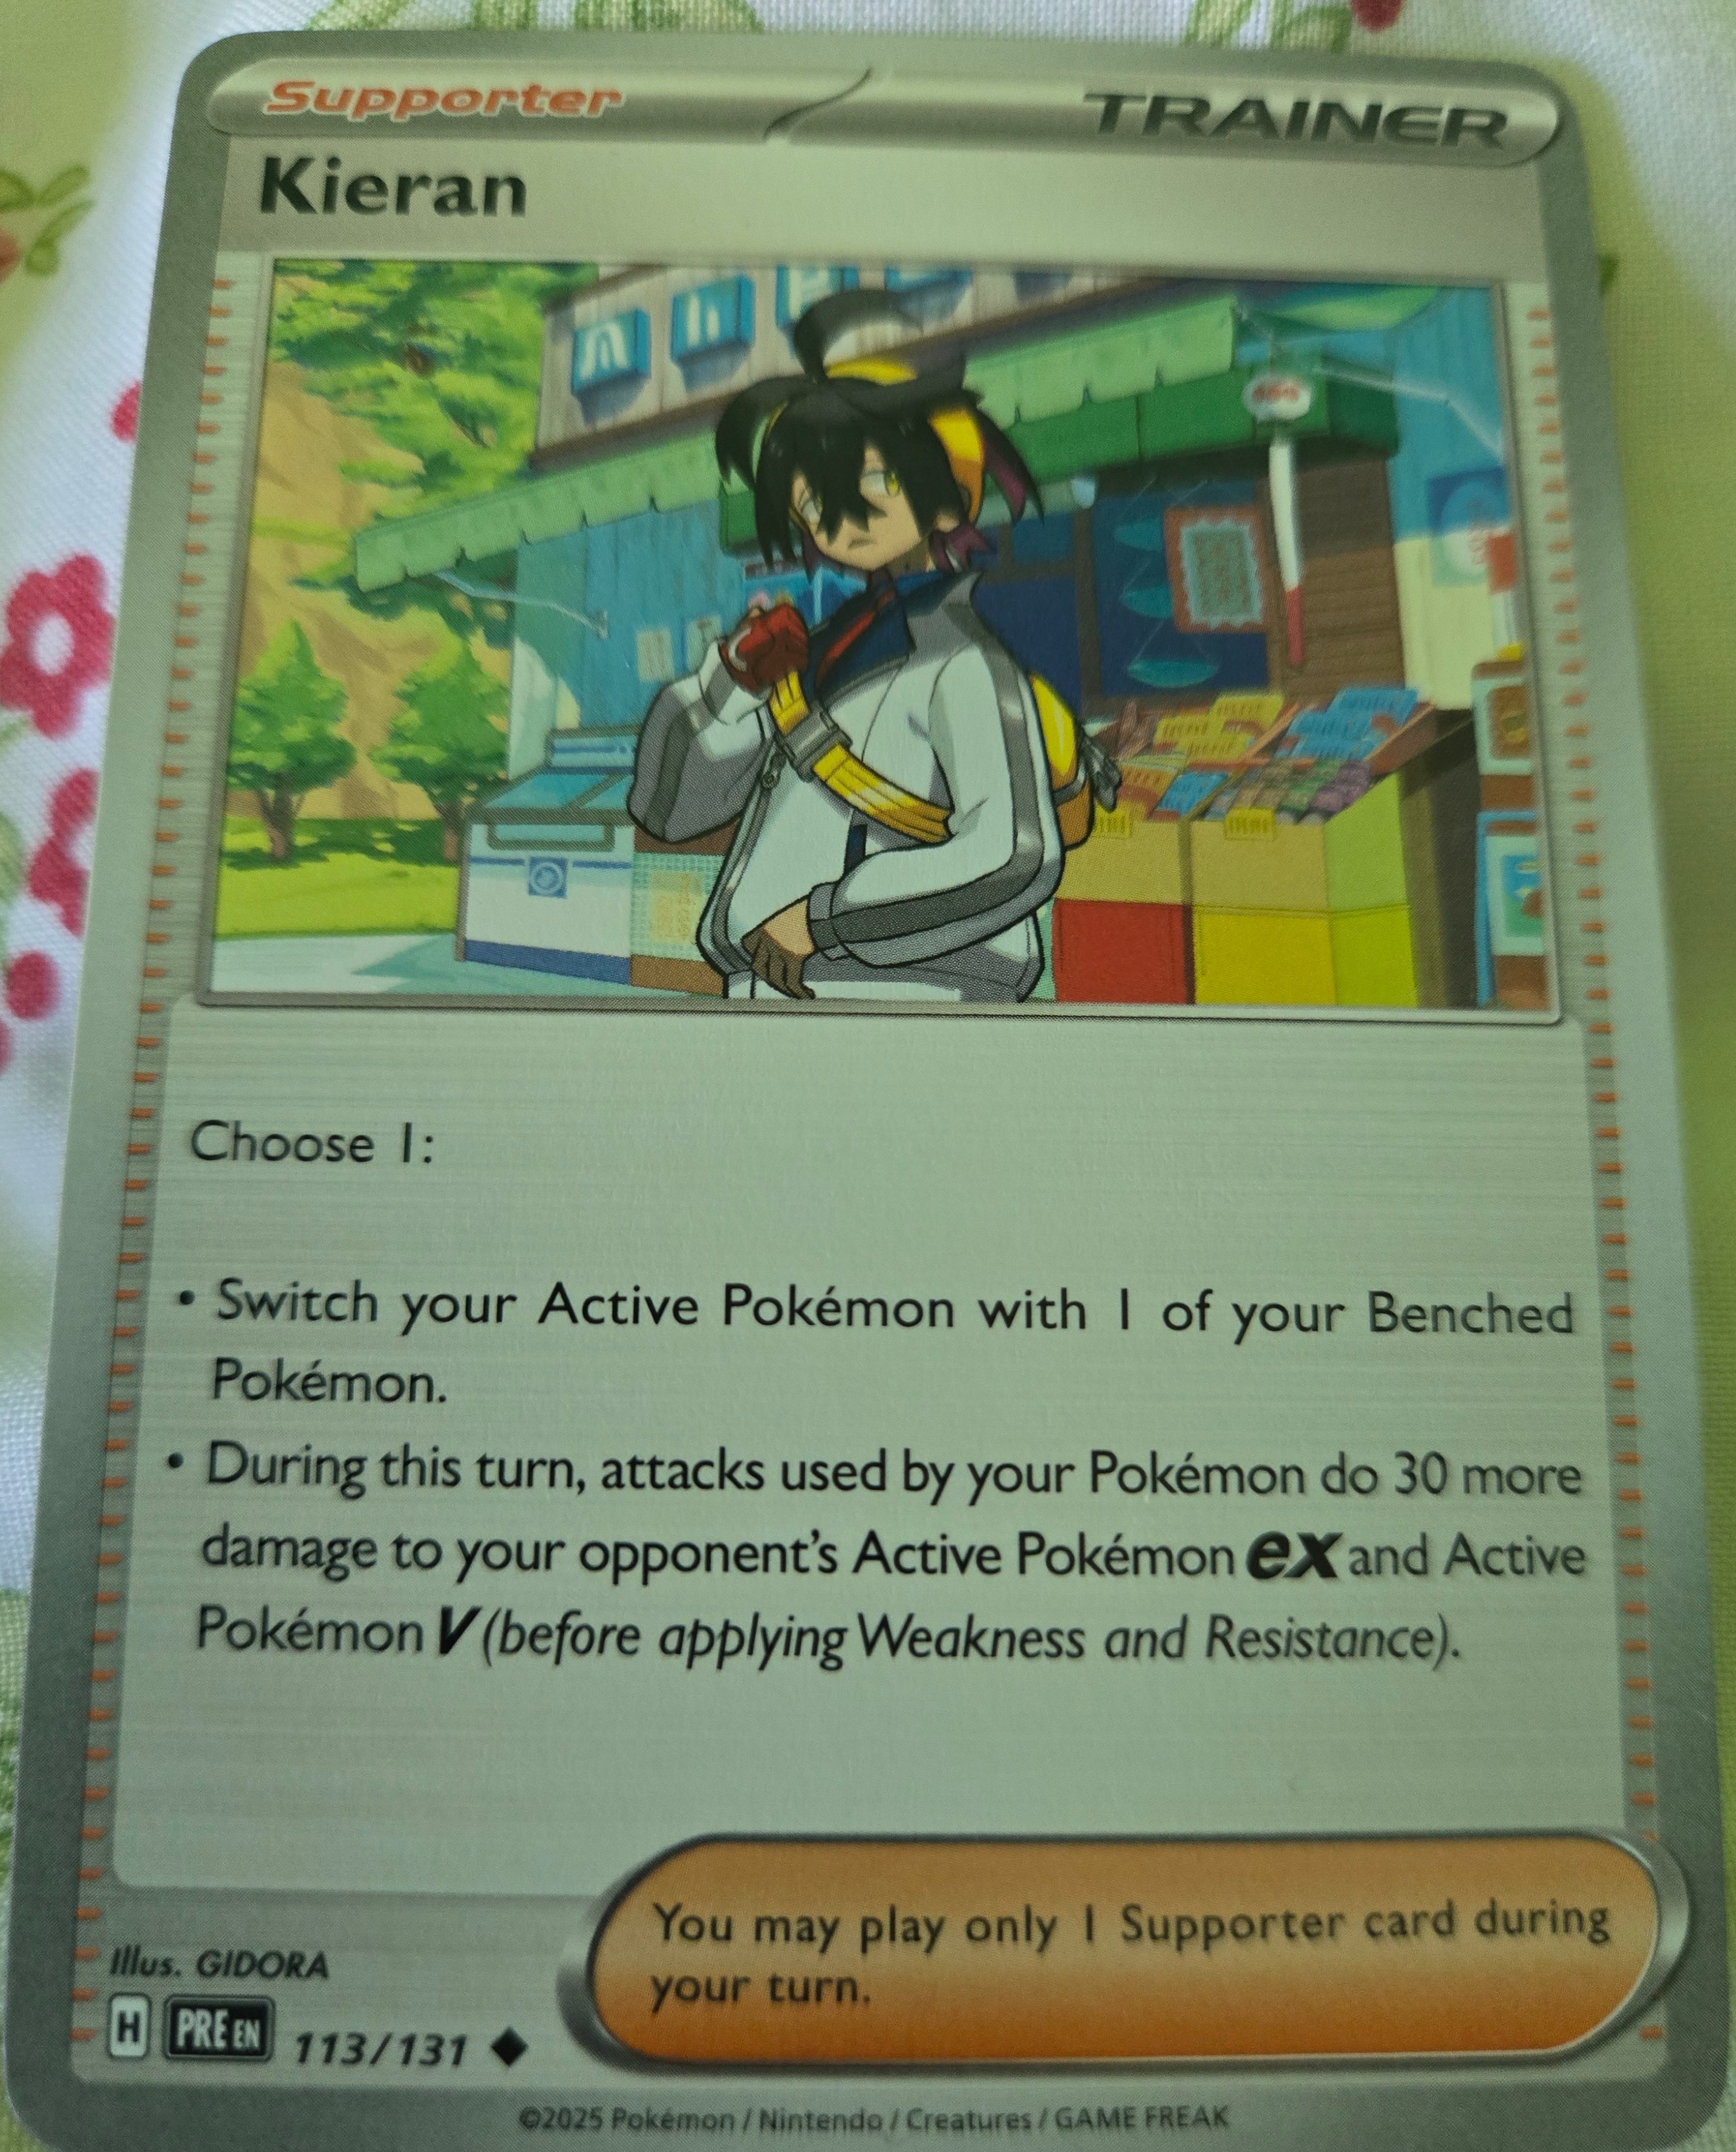 Supporter
TRAINER
Kieran
Choose 1:
• Switch your Active Pokémon with 1 of your Benched
Pokémon.
• During this turn, attacks used by your Pokémon do 30 more
damage to your opponent's Active Pokémon ex and Active
Pokémon V (before applying Weakness and Resistance).
You may play only 1 Supporter card during
your turn.
Illus. GIDORA
H PRE EN 113/131
©2025 Pokémon / Nintendo / Creatures / GAME FREAK